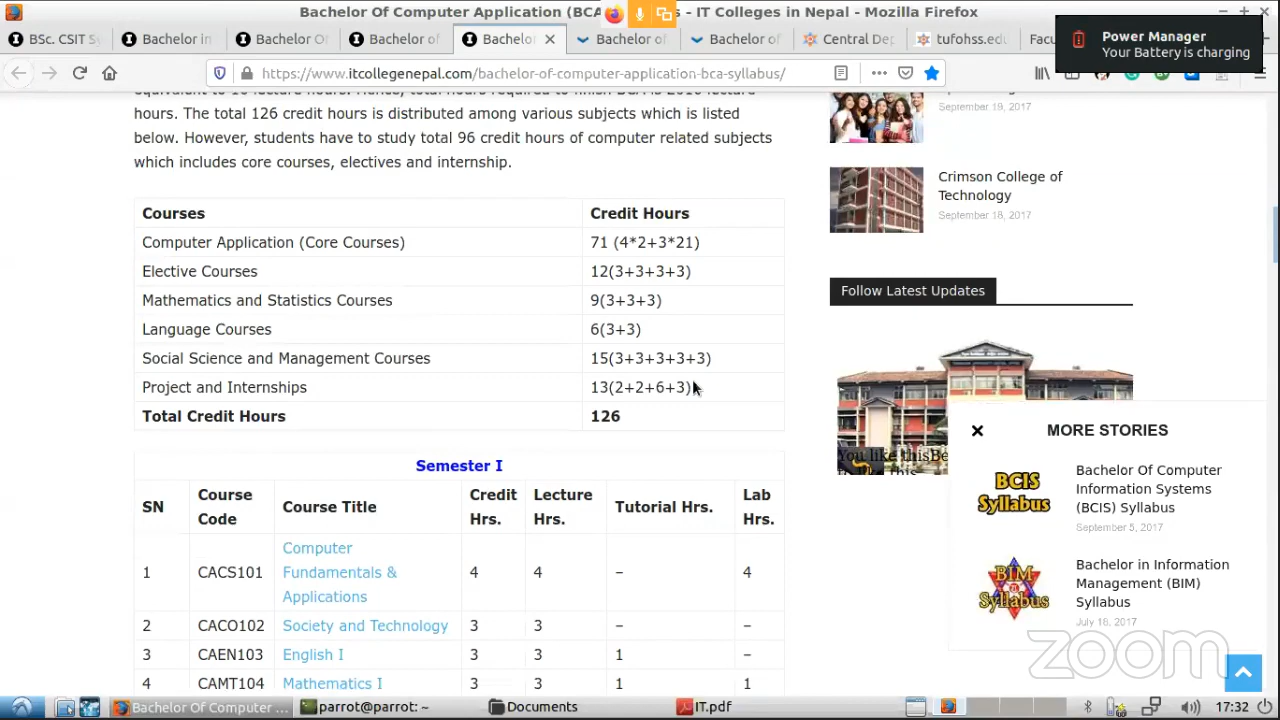 Bachelor Of Computer Application (BCA
- IT Colleges in Nepal - Mozilla Firefox
Power Manager
Your Battery is charging
BSc. CSIT Sy
Bachelor in
Bachelor O
Bachelor of
Bachelor
Bachelor of
Bachelor of
Central Dep
tufohss.edu
Facu
https://www.itcollegenepal.com/bachelor-of-computer-application-bca-syllabus/
hours. The total 126 credit hours is distributed among various subjects which is listed
below. However, students have to study total 96 credit hours of computer related subjects
which includes core courses, electives and internship.
Courses Credit Hours
Computer Application (Core Courses) 71 (4*2+3*21)
Elective Courses 12(3+3+3+3)
Mathematics and Statistics Courses 9(3+3+3)
Language Courses 6(3+3)
Social Science and Management Courses 15(3+3+3+3+3)
Project and Internships 13(2+2+6+3)
Total Credit Hours 126
Semester I
SN Course Code Course Title Credit Hrs. Lecture Hrs. Tutorial Hrs. Lab Hrs.
1 CACS101 Computer Fundamentals & Applications 4 4 – 4
2 CACO102 Society and Technology 3 3 – –
3 CAEN103 English I 3 3 1 –
4 CAMT104 Mathematics I 3 3 1 1
September 19, 2017
Crimson College of
Technology
September 18, 2017
Follow Latest Updates
You like this
MORE STORIES
BCIS
Syllabus
Bachelor Of Computer
Information Systems
(BCIS) Syllabus
September 5, 2017
BIM
Syllabus
Bachelor in Information
Management (BIM)
Syllabus
July 16, 2017
zoom
Bachelor Of Computer ...
parrot@parrot: ~
Documents
IT.pdf
17:32